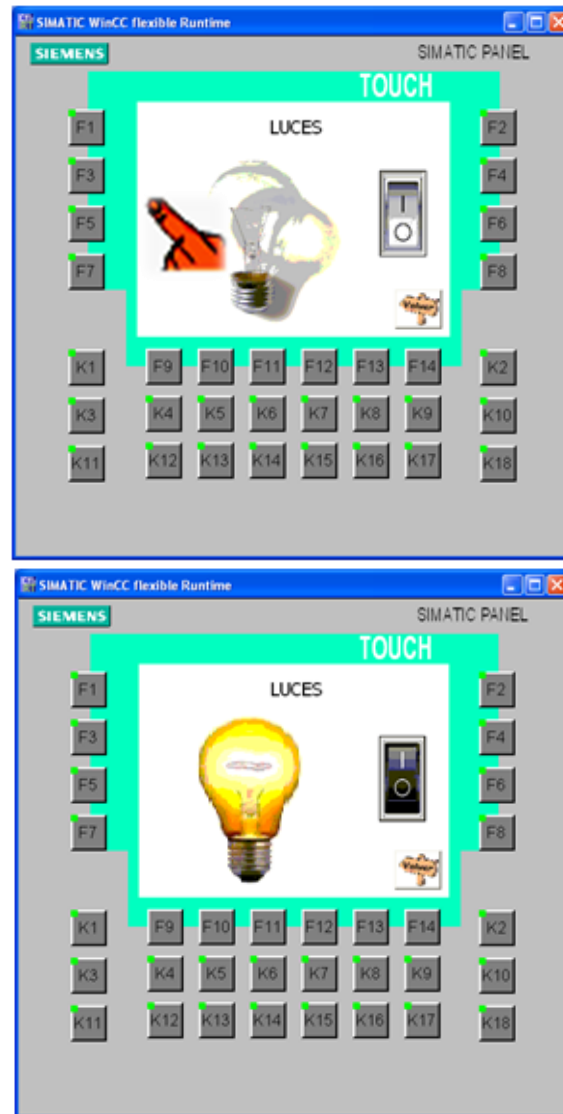 SIMATIC WinCC flexible Runtime
SIEMENS SIMATIC PANEL
TOUCH
LUCES
F1 F2
F3 F4
I
F5 F6
O
F7 F8
Volver
K1 F9 F10 F11 F12 F13 F14 K2
K3 K4 K5 K6 K7 K8 K9 K10
K11 K12 K13 K14 K15 K16 K17 K18
SIMATIC WinCC flexible Runtime
SIEMENS SIMATIC PANEL
TOUCH
LUCES
F1 F2
F3 F4
I
F5 F6
O
F7 F8
Volver
K1 F9 F10 F11 F12 F13 F14 K2
K3 K4 K5 K6 K7 K8 K9 K10
K11 K12 K13 K14 K15 K16 K17 K18